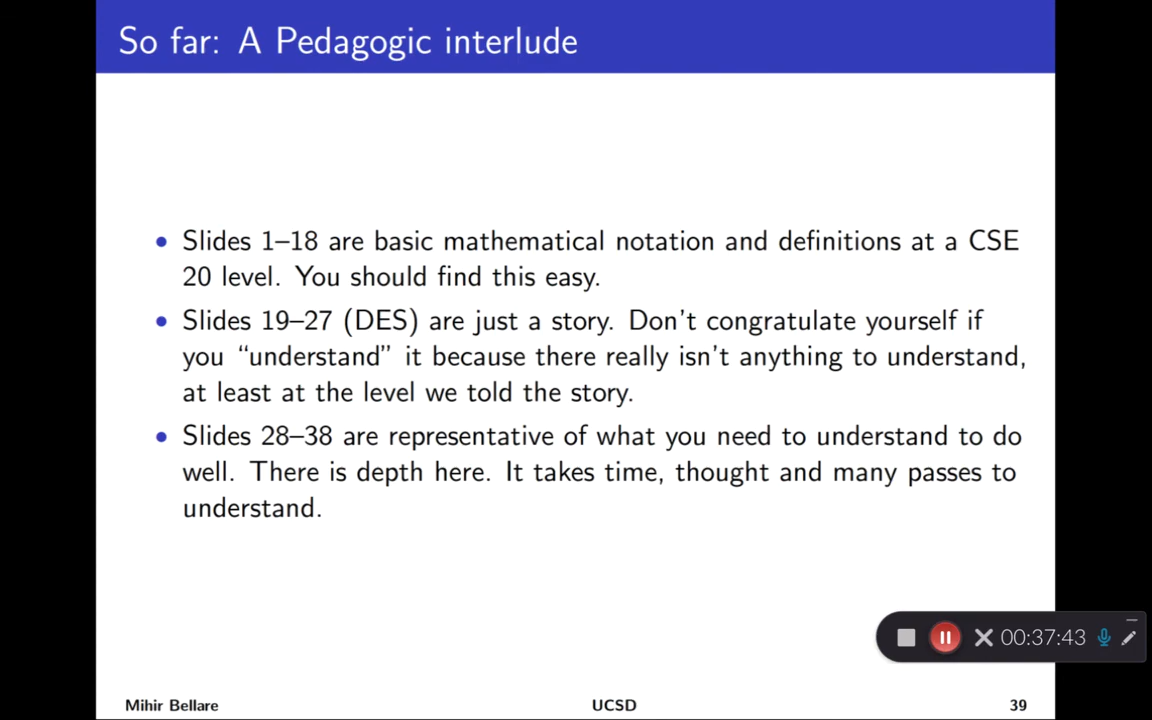 So far: A Pedagogic interlude
• Slides 1–18 are basic mathematical notation and definitions at a CSE
20 level. You should find this easy.
• Slides 19–27 (DES) are just a story. Don't congratulate yourself if
you “understand” it because there really isn't anything to understand,
at least at the level we told the story.
• Slides 28–38 are representative of what you need to understand to do
well. There is depth here. It takes time, thought and many passes to
understand.
00:37:43
Mihir Bellare UCSD 39